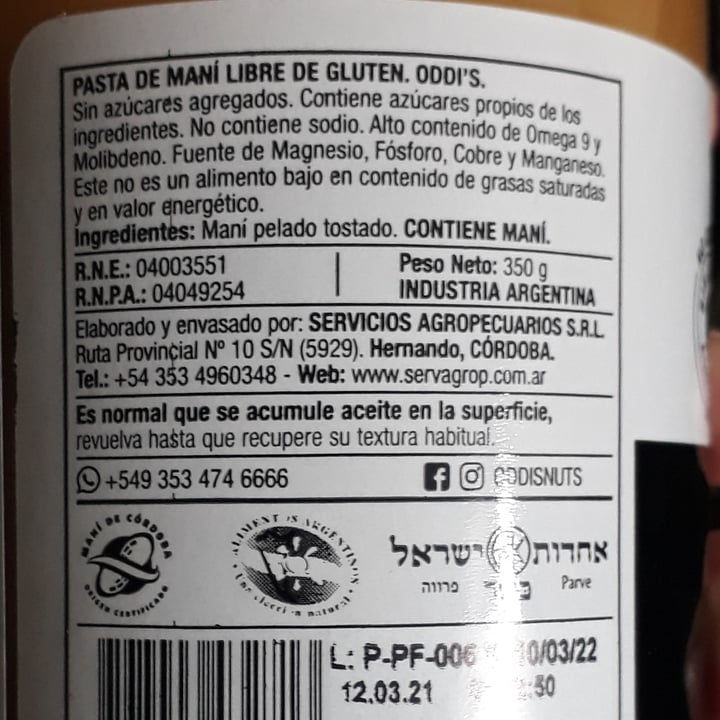 PASTA DE MANÍ LIBRE DE GLUTEN. ODDI'S.
Sin azúcares agregados. Contiene azúcares propios de los
ingredientes. No contiene sodio. Alto contenido de Omega 9 y
Molibdeno. Fuente de Magnesio, Fósforo, Cobre y Manganeso.
Este no es un alimento bajo en contenido de grasas saturadas
y en valor energético.
Ingredientes: Maní pelado tostado. CONTIENE MANÍ.
R.N.E.: 04003551
R.N.P.A.: 04049254
Peso Neto: 350 g
INDUSTRIA ARGENTINA
Elaborado y envasado por: SERVICIOS AGROPECUARIOS S.R.L
Ruta Provincial Nº 10 S/N (5929). Hernando, CÓRDOBA.
Tel.: +54 353 4960348 - Web: www.servagrop.com.ar
Es normal que se acumule aceite en la superficie,
revuelva hasta que recupere su textura habitual.
+549 353 474 6666
ODDISNUTS
MANÍ DE CÓRDOBA
ORIGEN CERTIFICADO
ALIMENTOS ARGENTINOS
Una elección natural
אחדות ישראל
פרווה
Parve
L: P-PF-006 10/03/22
12.03.21 :50